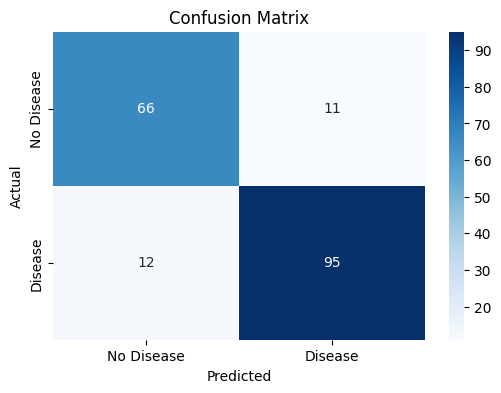 Confusion Matrix
No Disease
66
11
Actual
Disease
12
95
No Disease
Disease
Predicted
90
80
70
60
50
40
30
20